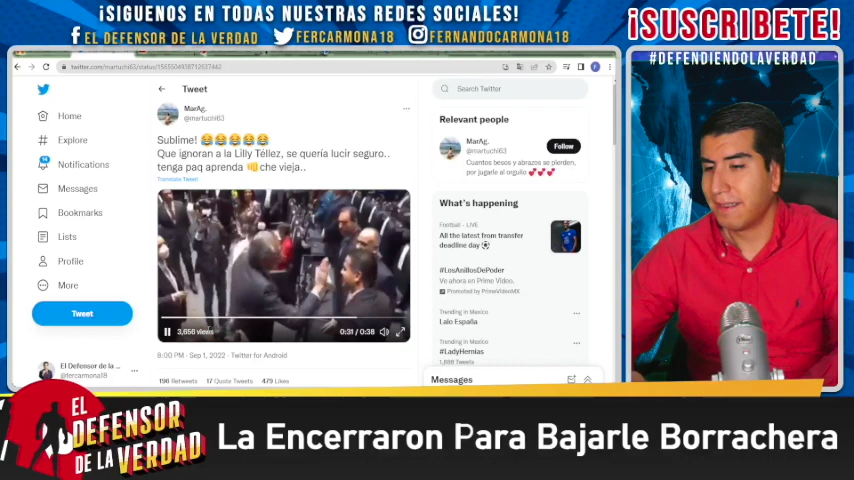 ¡SIGUENOS EN TODAS NUESTRAS REDES SOCIALES!
EL DEFENSOR DE LA VERDAD
FERCARMONA18
FERNANDOCARMONA18
¡SUSCRIBETE!
#DEFENDIENDOLAVERDAD
Tweet
Home
Explore
Notifications
Messages
Bookmarks
Lists
Profile
More
Tweet
El Defensor de la ...
@fercarmona18
MarAg.
@martuchi63
Sublime! 😂😂😂😂😂
Que ignoran a la Lilly Téllez, se quería lucir seguro..
tenga paq aprenda 👊che vieja..
Translate Tweet
3,656 views
0:31 / 0:38
8:00 PM · Sep 1, 2022 · Twitter for Android
196 Retweets 17 Quote Tweets 479 Likes
Search Twitter
Relevant people
MarAg.
@martuchi63
Follow
Cuantos besos y abrazos se pierden,
por jugarle al orgullo 💕💕💕
What's happening
Football · LIVE
All the latest from transfer
deadline day ⚽
#LosAnillosDePoder
Ve ahora en Prime Video.
Promoted by PrimeVideoMX
Trending in Mexico
Lalo España
Trending in Mexico
#LadyHernias
1,888 Tweets
Messages
EL
DEFENSOR
DE LA VERDAD
La Encerraron Para Bajarle Borrachera